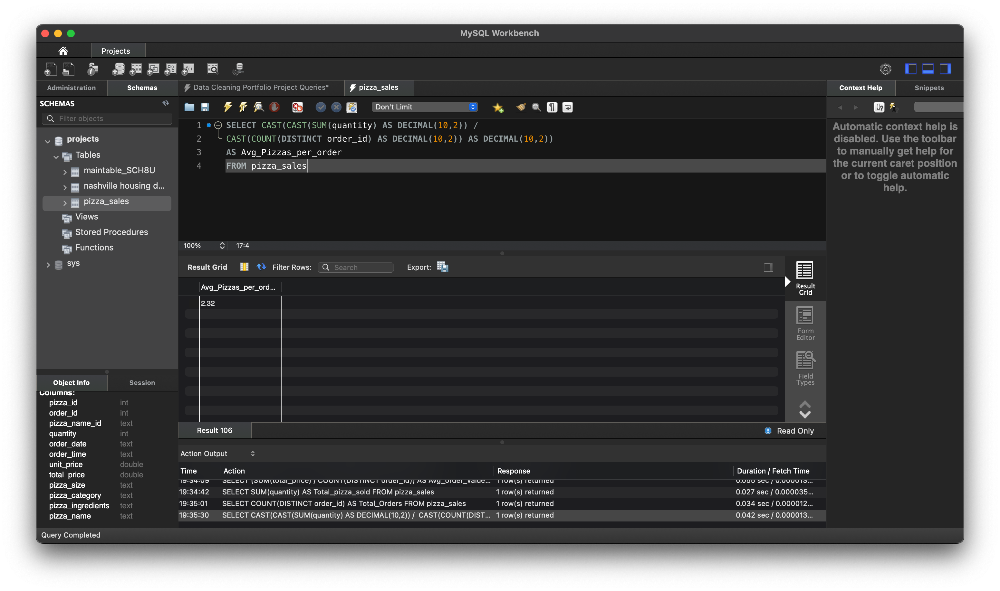 MySQL Workbench
Projects
Administration
Schemas
Data Cleaning Portfolio Project Queries*
pizza_sales
Context Help
Snippets
SCHEMAS
Filter objects
Don't Limit
projects
Tables
maintable_SCH8U
nashville housing d...
pizza_sales
Views
Stored Procedures
Functions
sys
1 SELECT CAST(CAST(SUM(quantity) AS DECIMAL(10,2)) /
2 CAST(COUNT(DISTINCT order_id) AS DECIMAL(10,2)) AS DECIMAL(10,2))
3 AS Avg_Pizzas_per_order
4 FROM pizza_sales
Automatic context help is
disabled. Use the toolbar
to manually get help for
the current caret position
or to toggle automatic
help.
100%
17:4
Result Grid
Filter Rows:
Search
Export:
Avg_Pizzas_per_ord...
2.32
Result
Grid
Form
Editor
Field
Types
Result 106
Read Only
Object Info
Session
Columns:
pizza_id int
order_id int
pizza_name_id text
quantity int
order_date text
order_time text
unit_price double
total_price double
pizza_size text
pizza_category text
pizza_ingredients text
pizza_name text
Action Output
Time Action Response Duration / Fetch Time
19:34:09 SELECT (SUM(total_price) / COUNT(DISTINCT order_id)) AS Avg_order_value... 1 row(s) returned 0.055 sec / 0.000013...
19:34:42 SELECT SUM(quantity) AS Total_pizza_sold FROM pizza_sales 1 row(s) returned 0.027 sec / 0.000035...
19:35:01 SELECT COUNT(DISTINCT order_id) AS Total_Orders FROM pizza_sales 1 row(s) returned 0.034 sec / 0.000012...
19:35:30 SELECT CAST(CAST(SUM(quantity) AS DECIMAL(10,2)) / CAST(COUNT(DIST... 1 row(s) returned 0.042 sec / 0.000013...
Query Completed